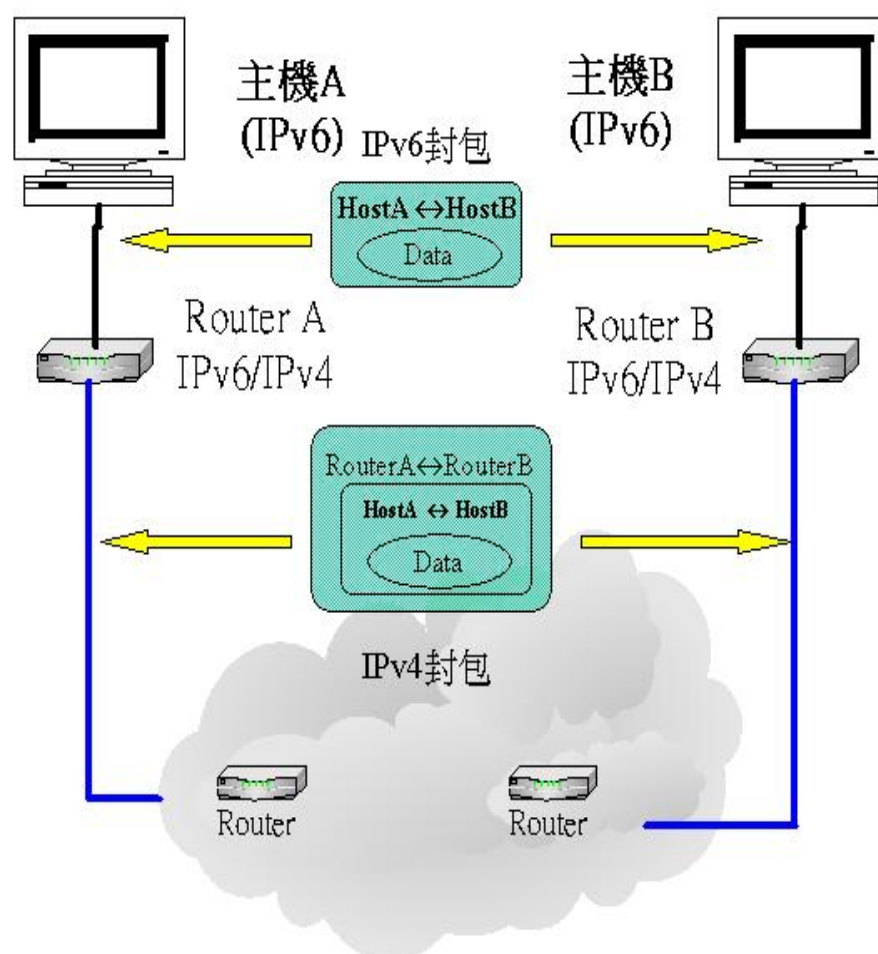 主機A
(IPv6)
主機B
(IPv6)
IPv6封包
HostA ↔HostB
Data
Router A
IPv6/IPv4
Router B
IPv6/IPv4
RouterA↔RouterB
HostA ↔ HostB
Data
IPv4封包
Router
Router